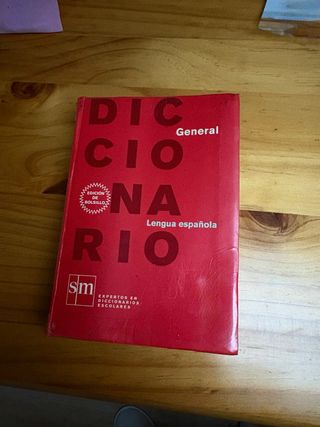 DIC
General
CIO
EDICIÓN
DE
BOLSILLO
NA
Lengua española
RIO
sm
EXPERTOS EN
DICCIONARIOS
ESCOLARES